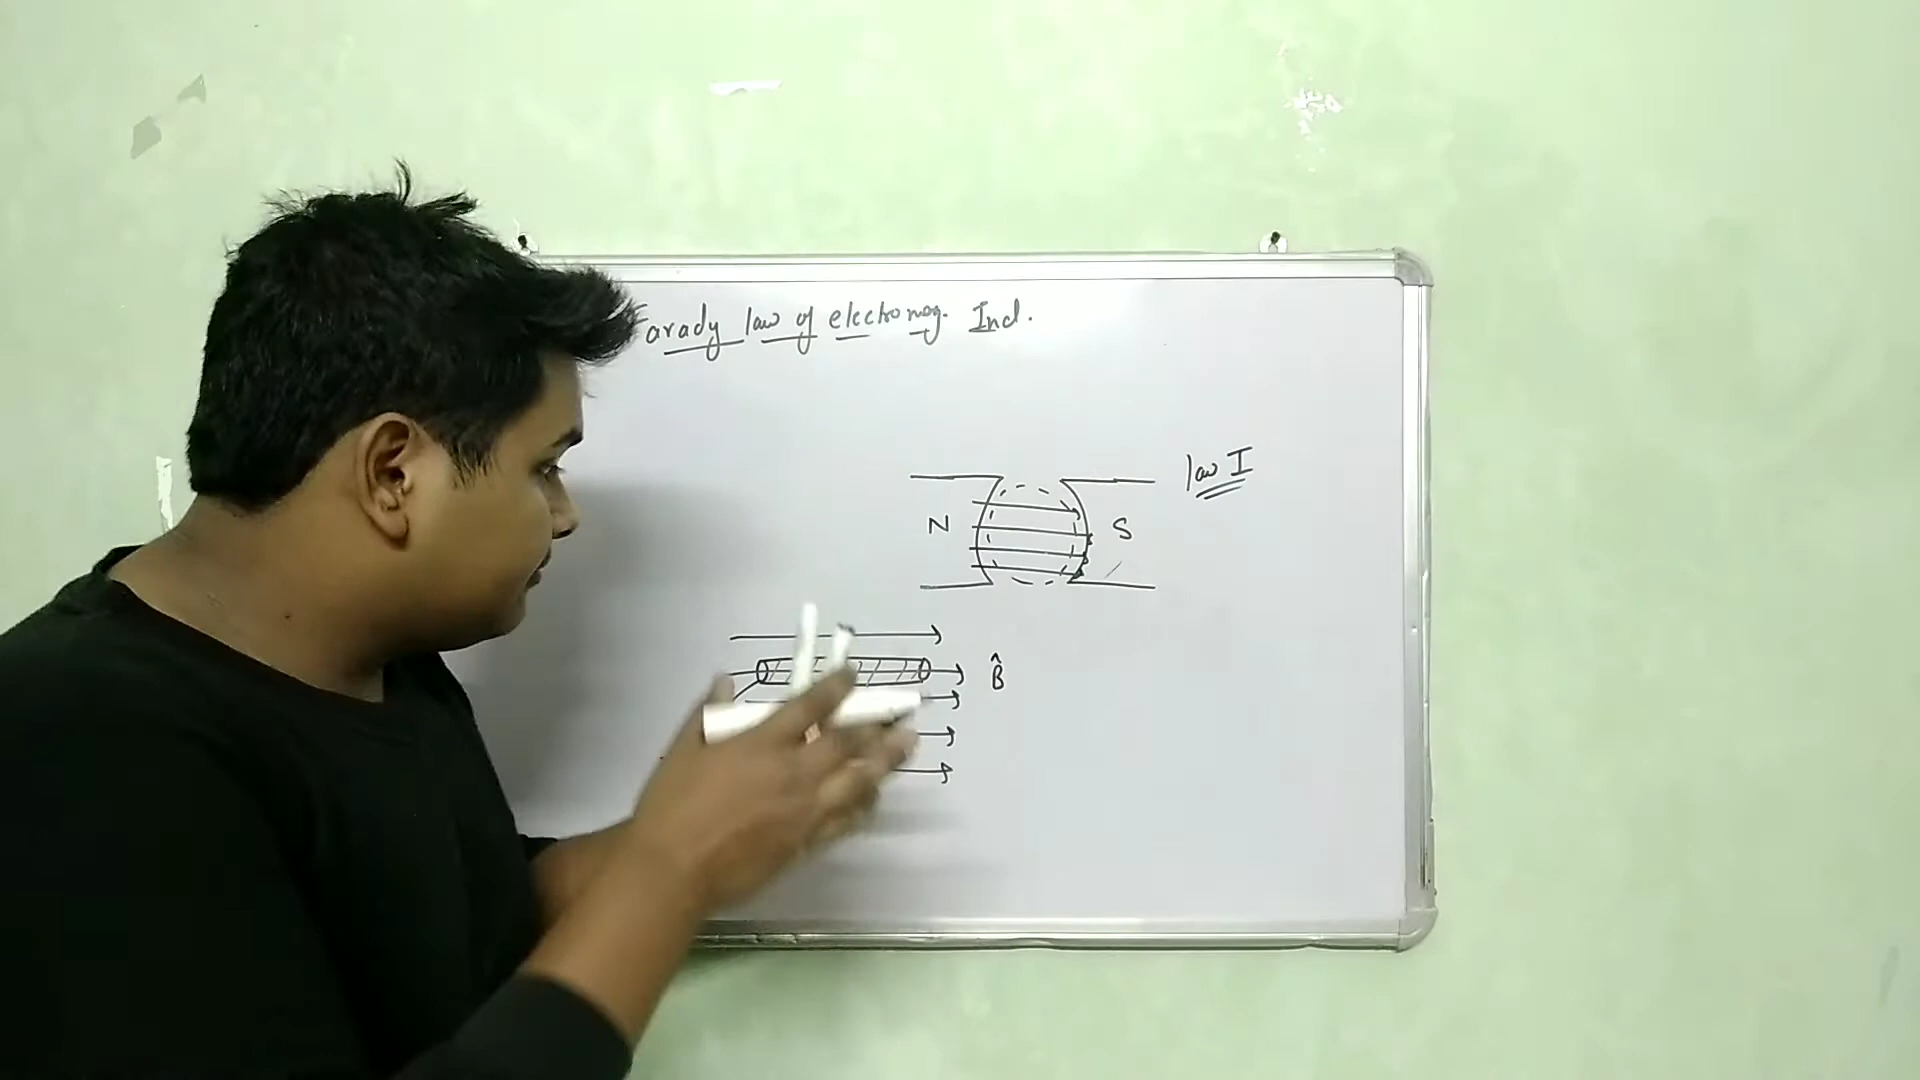 Farady law of electromag. Ind.
law I
N S
B̂